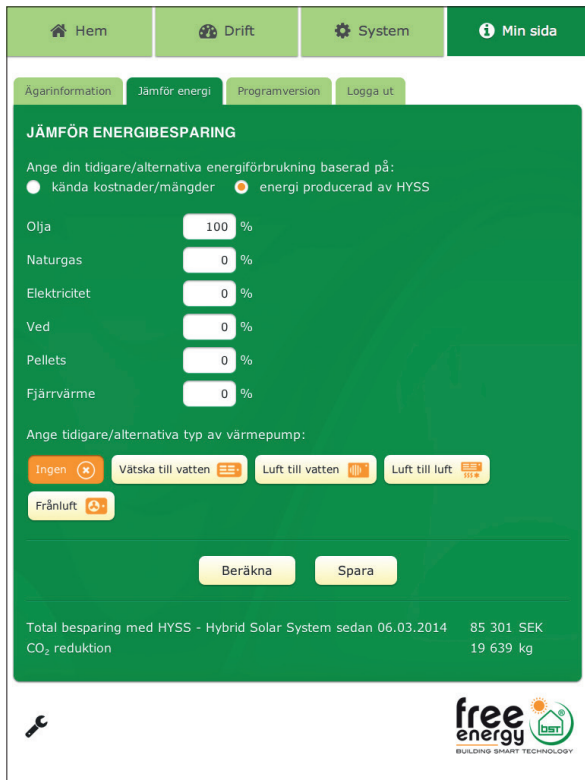 Hem Drift System Min sida
Ägarinformation Jämför energi Programversion Logga ut
JÄMFÖR ENERGIBESPARING
Ange din tidigare/alternativa energiförbrukning baserad på:
kända kostnader/mängder energi producerad av HYSS
Olja 100 %
Naturgas 0 %
Elektricitet 0 %
Ved 0 %
Pellets 0 %
Fjärrvärme 0 %
Ange tidigare/alternativa typ av värmepump:
Ingen Vätska till vatten Luft till vatten Luft till luft
Frånluft
Beräkna Spara
Total besparing med HYSS - Hybrid Solar System sedan 06.03.2014 85 301 SEK
CO₂ reduktion 19 639 kg
free
energy
bst®
BUILDING SMART TECHNOLOGY